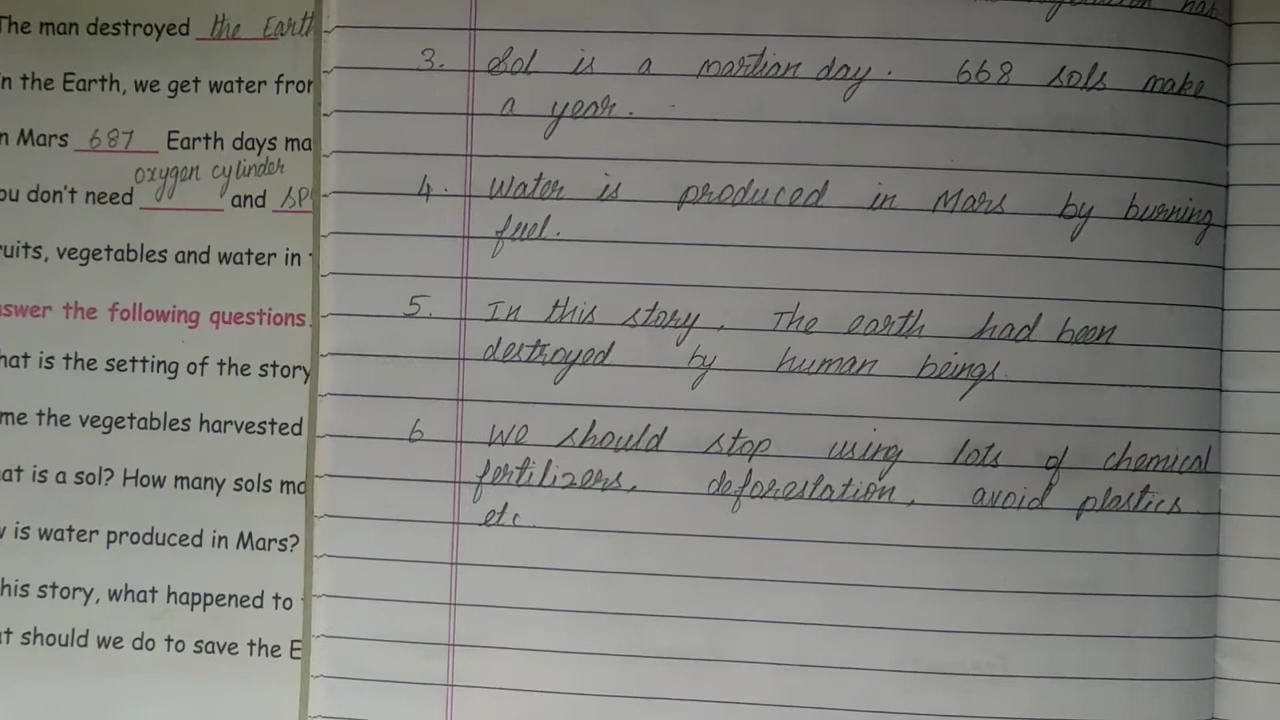 The man destroyed the Earth
n the Earth, we get water from
n Mars 687 Earth days ma
oxygen cylinder
ou don't need and
ruits, vegetables and water in
nswer the following questions.
hat is the setting of the story
me the vegetables harvested
at is a sol? How many sols ma
is water produced in Mars?
his story, what happened to
t should we do to save the E
3. Sol is a martian day. 668 sols make
a year.
4. Water is produced in Mars by burning
fuel.
5. In this story, The earth had been
destroyed by human beings.
6 We should stop using lots of chemical
fertilizers, deforestation, avoid plastics
etc